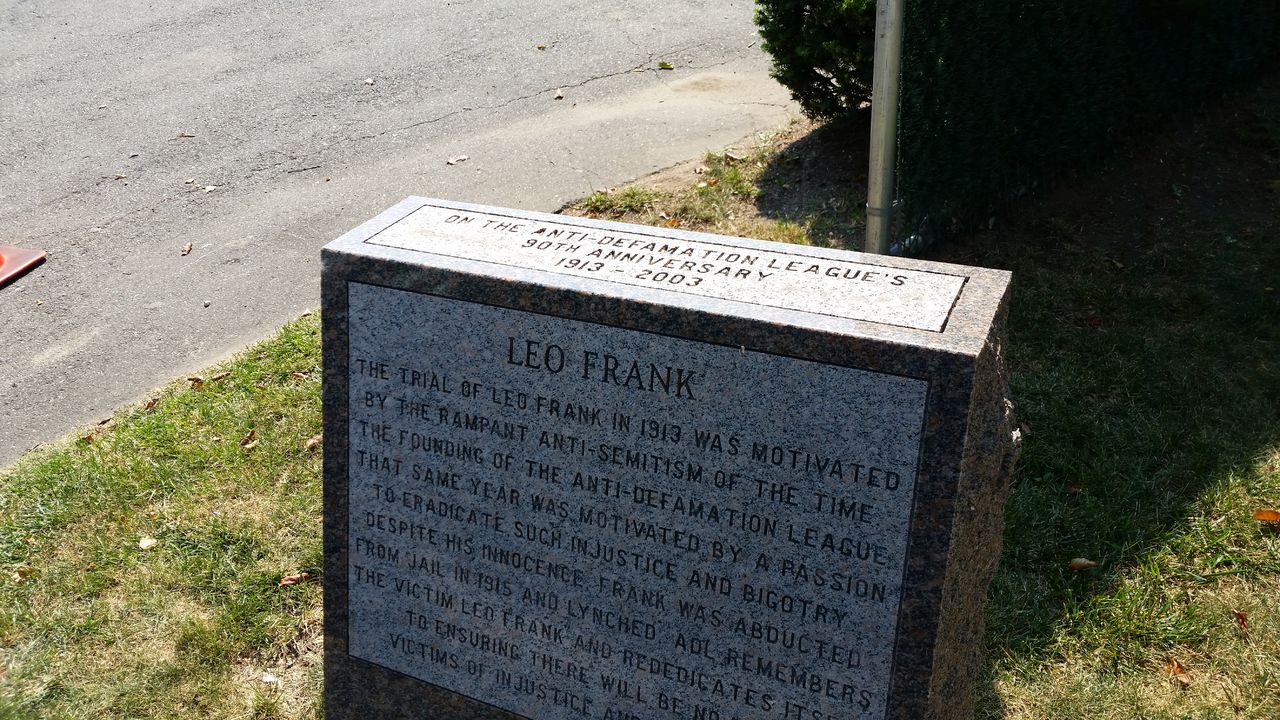 ON THE ANTI-DEFAMATION LEAGUE'S
90TH ANNIVERSARY
1913 - 2003
LEO FRANK
THE TRIAL OF LEO FRANK IN 1913 WAS MOTIVATED
BY THE RAMPANT ANTI-SEMITISM OF THE TIME.
THE FOUNDING OF THE ANTI-DEFAMATION LEAGUE
THAT SAME YEAR WAS MOTIVATED BY A PASSION
TO ERADICATE SUCH INJUSTICE AND BIGOTRY.
DESPITE HIS INNOCENCE, FRANK WAS ABDUCTED
FROM JAIL IN 1915 AND LYNCHED. ADL REMEMBERS
THE VICTIM LEO FRANK AND REDEDICATES
TO ENSURING THERE WILL BE NO
VICTIMS OF INJUSTICE AND